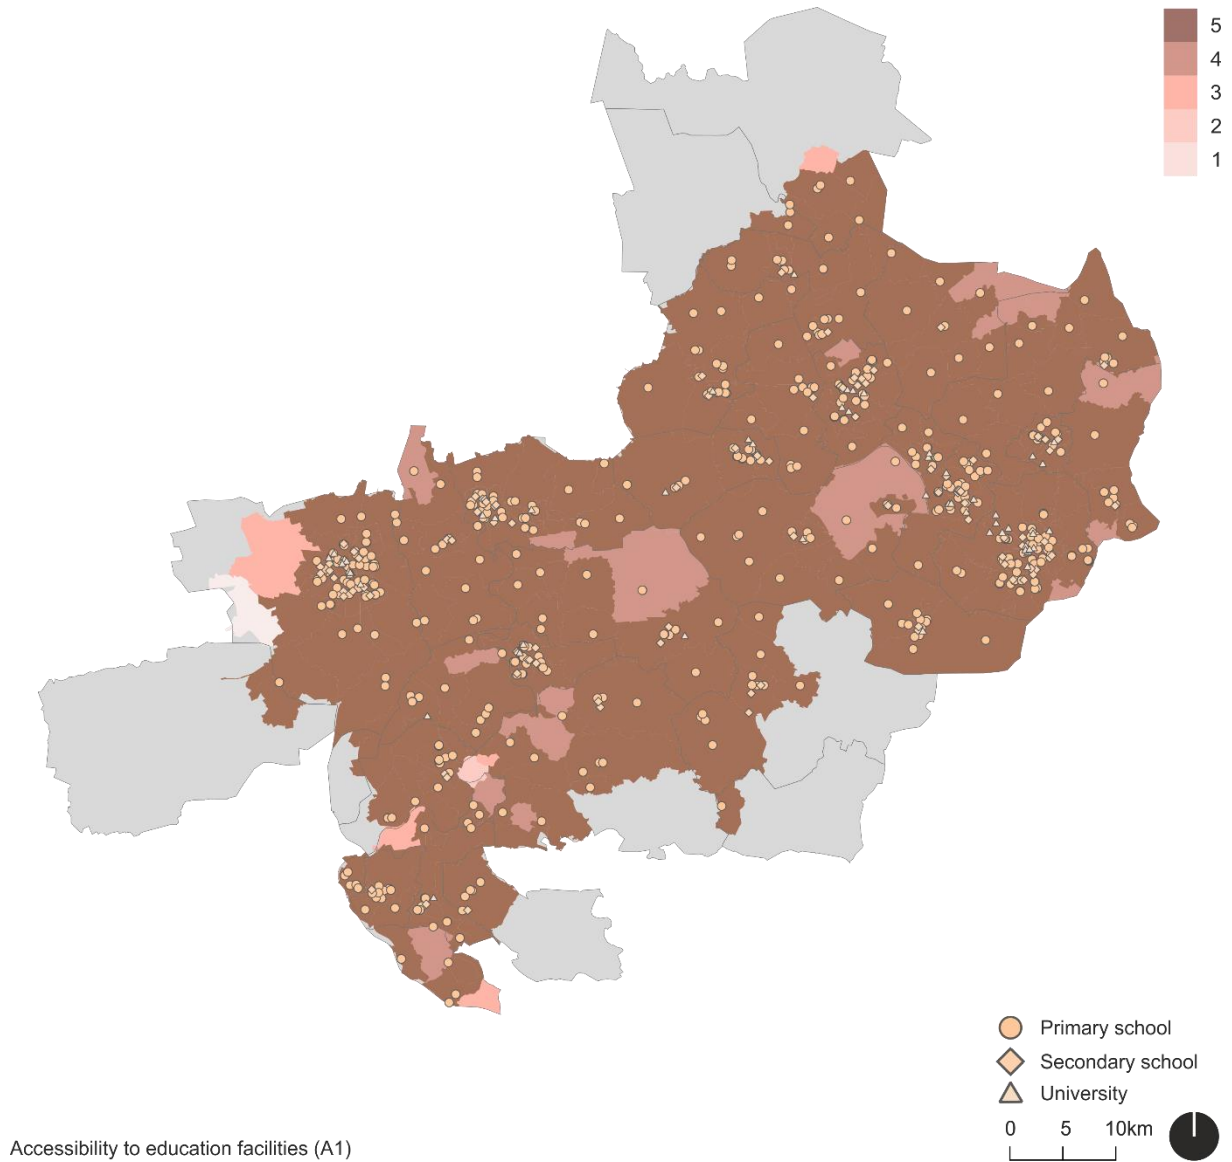 5
4
3
2
1
Primary school
Secondary school
University
0 5 10km
Accessibility to education facilities (A1)